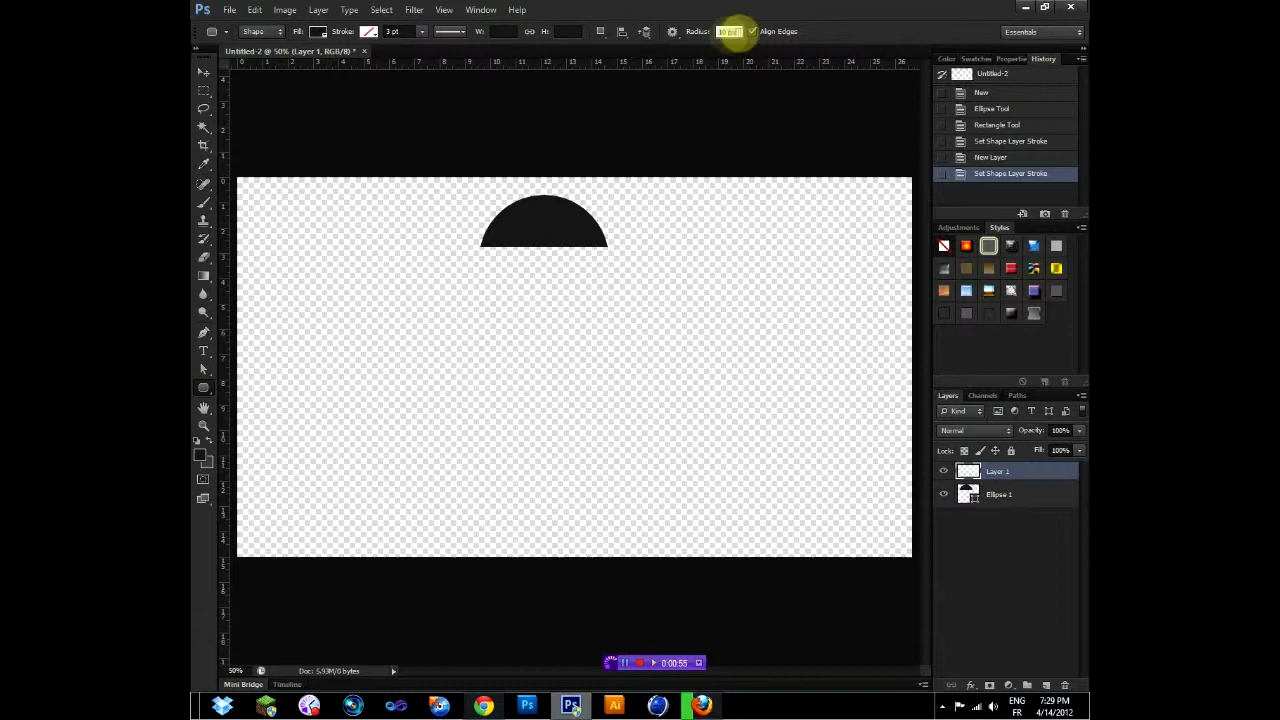 Ps File Edit Image Layer Type Select Filter View Window Help
Shape Fill: Stroke: 3 pt W: H: Radius: 10 px Align Edges Essentials
Untitled-2 @ 50% (Layer 1, RGB/8) * ×
Color Swatches Propertie History
Untitled-2
New
Ellipse Tool
Rectangle Tool
Set Shape Layer Stroke
New Layer
Set Shape Layer Stroke
Adjustments Styles
Layers Channels Paths
Kind
Normal Opacity: 100%
Lock: Fill: 100%
Layer 1
Ellipse 1
0:00:55
50% Doc: 5.93M/0 bytes
Mini Bridge Timeline
Ps Ps Ai
ENG 7:29 PM
FR 4/14/2012